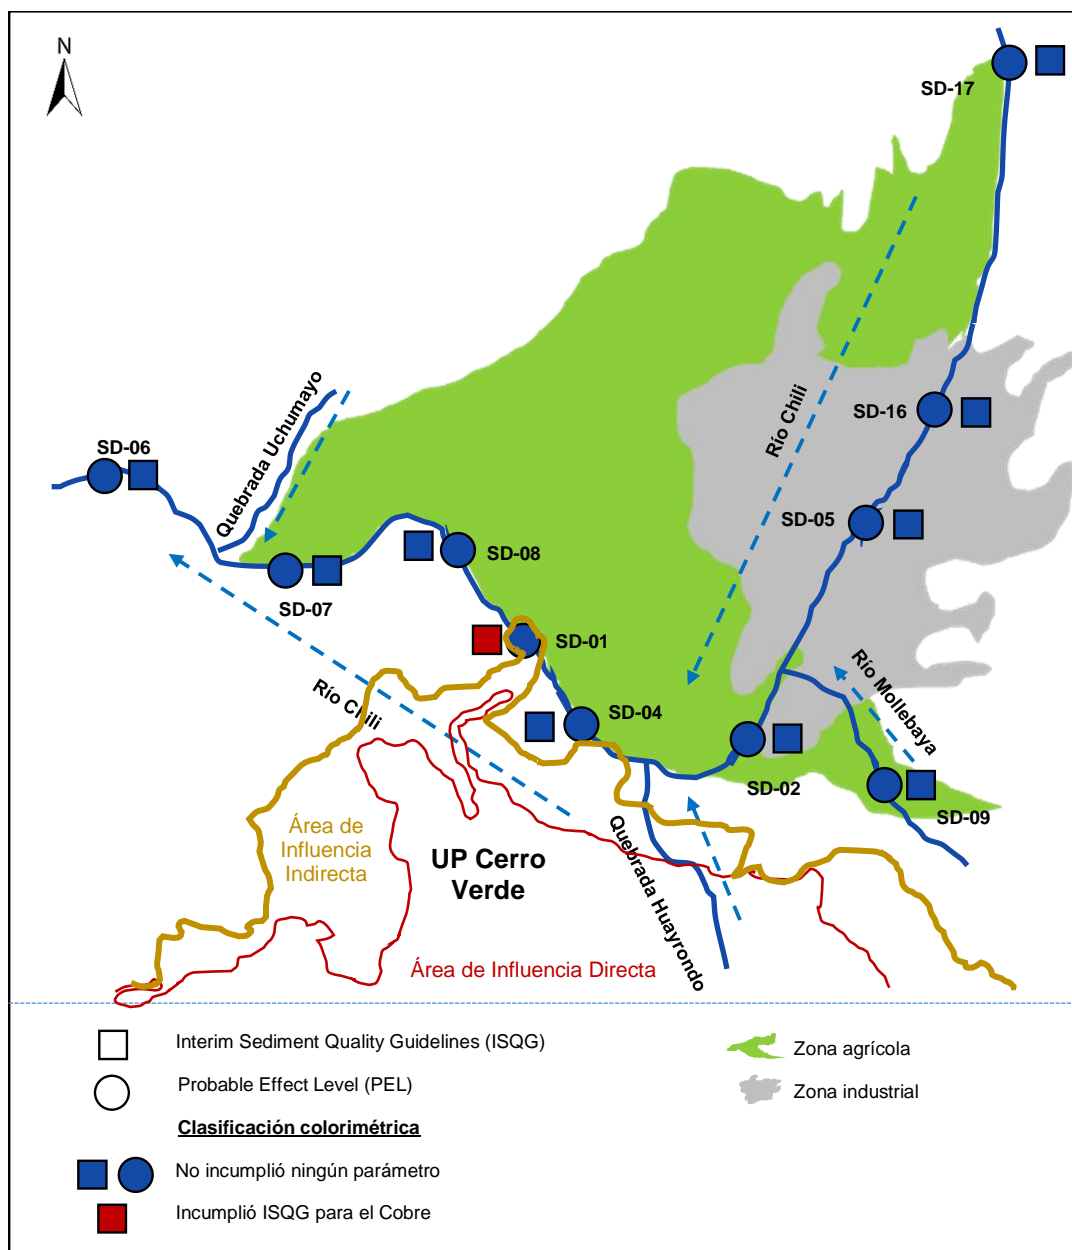 N
SD-17
Río Chili
SD-16
Quebrada Uchumayo
SD-06
SD-05
SD-08
SD-07
SD-01
Río Mollebaya
Río Chili
SD-04
SD-02
SD-09
Área de
Influencia
Indirecta
UP Cerro
Verde
Quebrada Huayrondo
Área de Influencia Directa
Interim Sediment Quality Guidelines (ISQG)
Probable Effect Level (PEL)
Clasificación colorimétrica
No incumplió ningún parámetro
Incumplió ISQG para el Cobre
Zona agrícola
Zona industrial